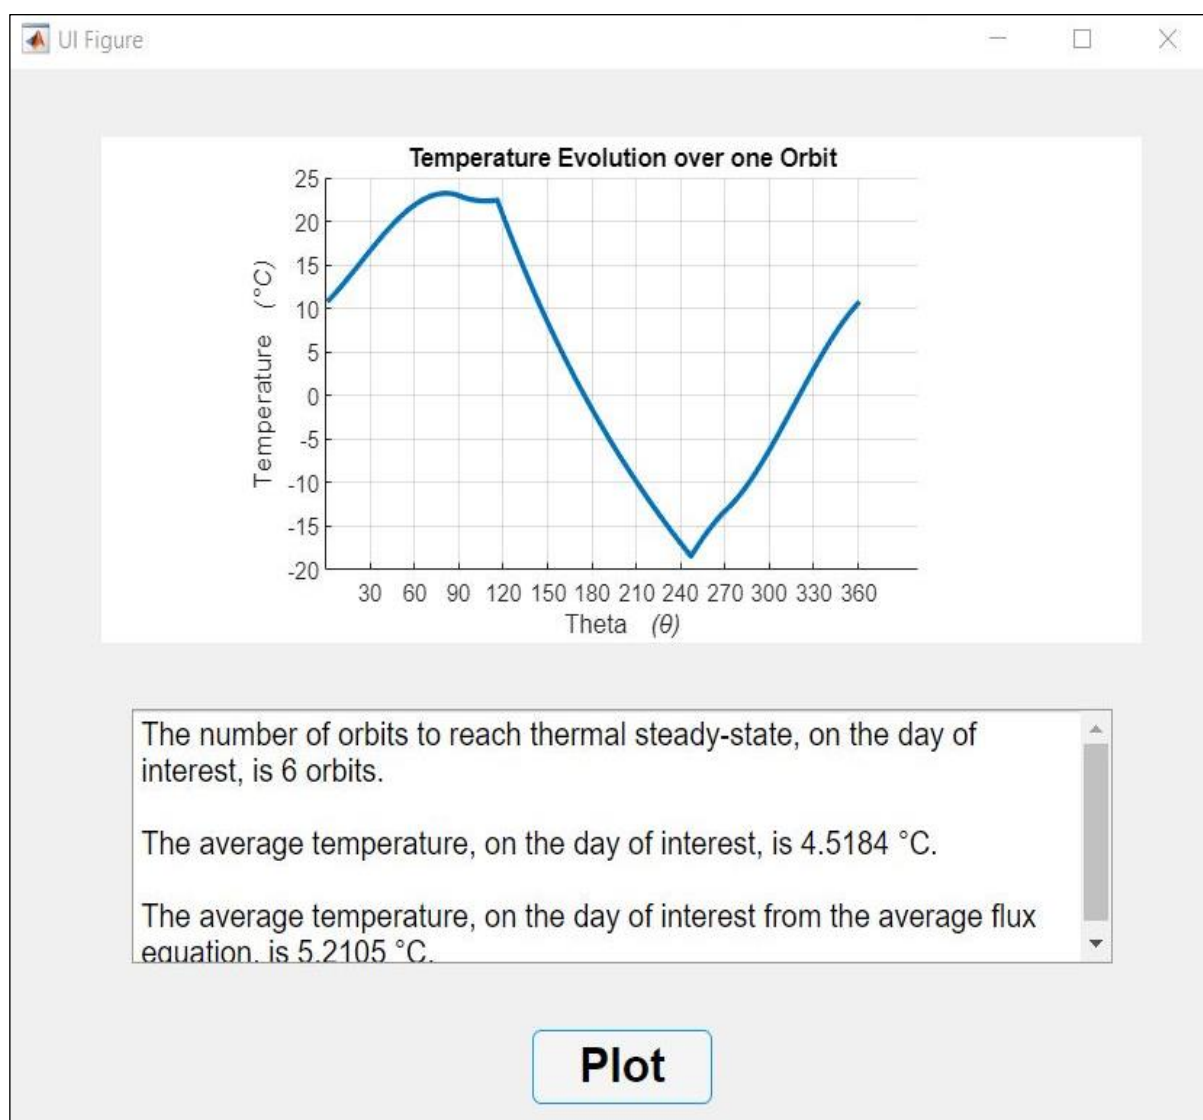 UI Figure
Temperature Evolution over one Orbit
25
20
15
10
5
0
-5
-10
-15
-20
Temperature (°C)
30 60 90 120 150 180 210 240 270 300 330 360
Theta (θ)
The number of orbits to reach thermal steady-state, on the day of
interest, is 6 orbits.
The average temperature, on the day of interest, is 4.5184 °C.
The average temperature, on the day of interest from the average flux
equation, is 5.2105 °C.
Plot